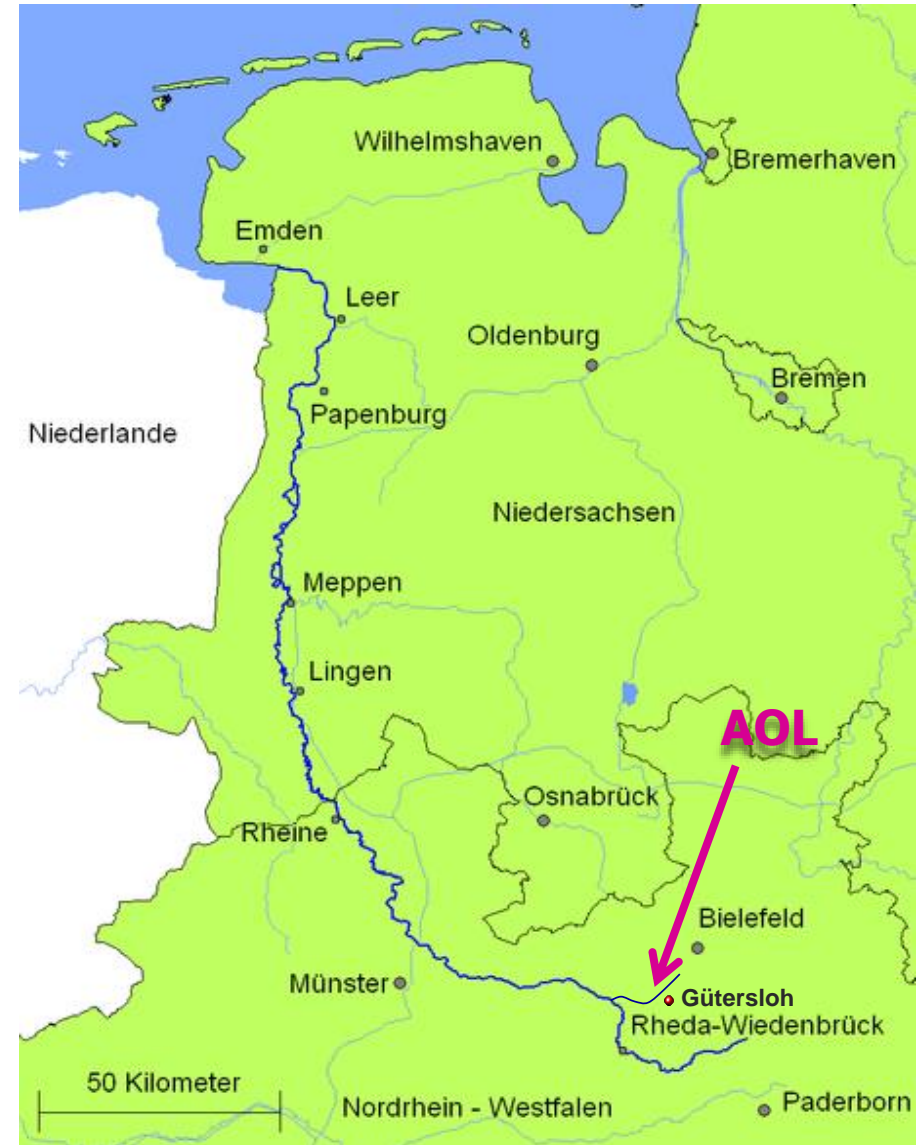 Wilhelmshaven
Bremerhaven
Emden
Leer
Oldenburg
Bremen
Papenburg
Niederlande
Niedersachsen
Meppen
Lingen
AOL
Osnabrück
Rheine
Bielefeld
Münster
Gütersloh
Rheda-Wiedenbrück
50 Kilometer
Nordrhein - Westfalen
Paderborn